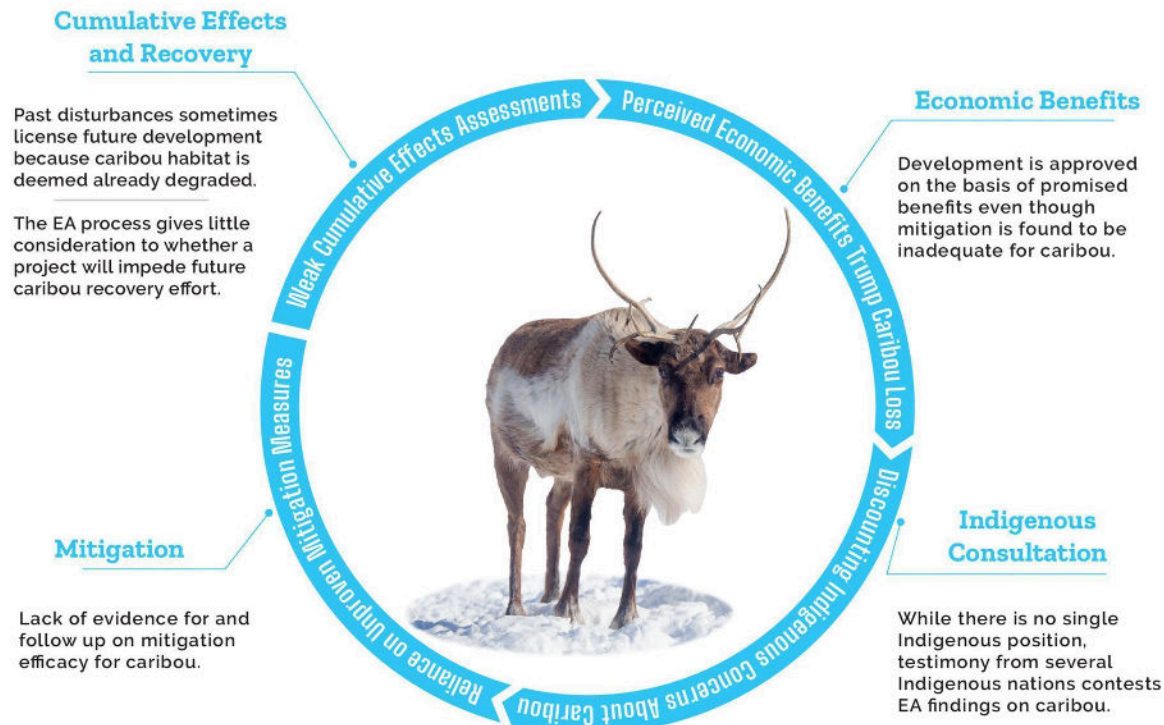 Cumulative Effects
and Recovery
Past disturbances sometimes
license future development
because caribou habitat is
deemed already degraded.
The EA process gives little
consideration to whether a
project will impede future
caribou recovery effort.
Weak Cumulative Effects Assessments
Perceived Economic Benefits Trump Caribou Loss
Economic Benefits
Development is approved
on the basis of promised
benefits even though
mitigation is found to be
inadequate for caribou.
Discounting Indigenous Concerns About Caribou
Indigenous
Consultation
While there is no single
Indigenous position,
testimony from several
Indigenous nations contests
EA findings on caribou.
Reliance on Unproven Mitigation Measures
Mitigation
Lack of evidence for and
follow up on mitigation
efficacy for caribou.